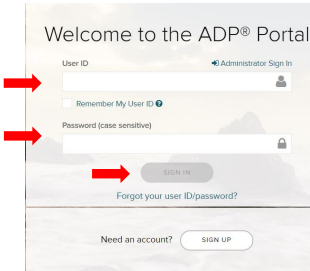 Welcome to the ADP® Portal
User ID Administrator Sign In
Remember My User ID
Password (case sensitive)
SIGN IN
Forgot your user ID/password?
Need an account? SIGN UP